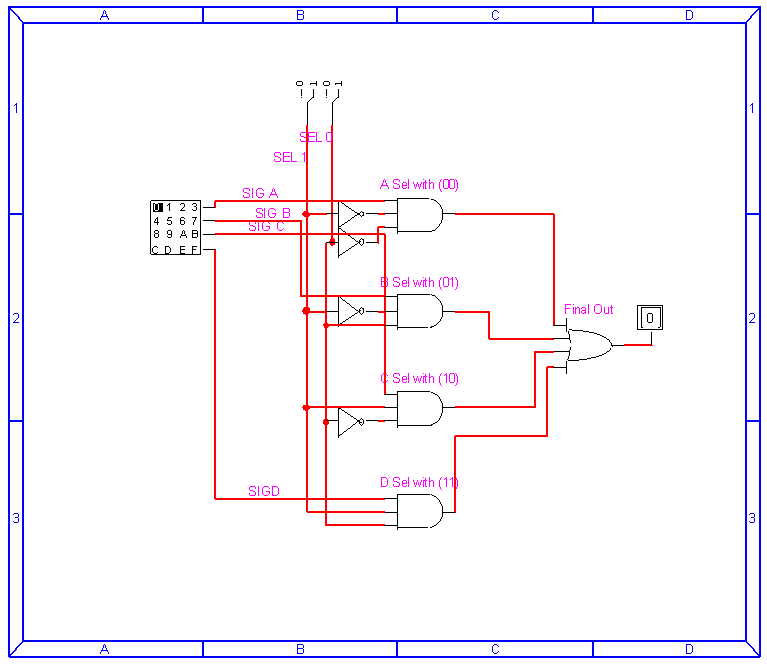 A B C D
-0 1 -0 1
1 1
SEL 0
SEL 1
A Sel with (00)
SIG A
0 1 2 3
SIG B
4 5 6 7
SIG C
8 9 A B
C D E F
B Sel with (01)
Final Out
0
2 2
C Sel with (10)
D Sel with (11)
SIGD
3 3
A B C D